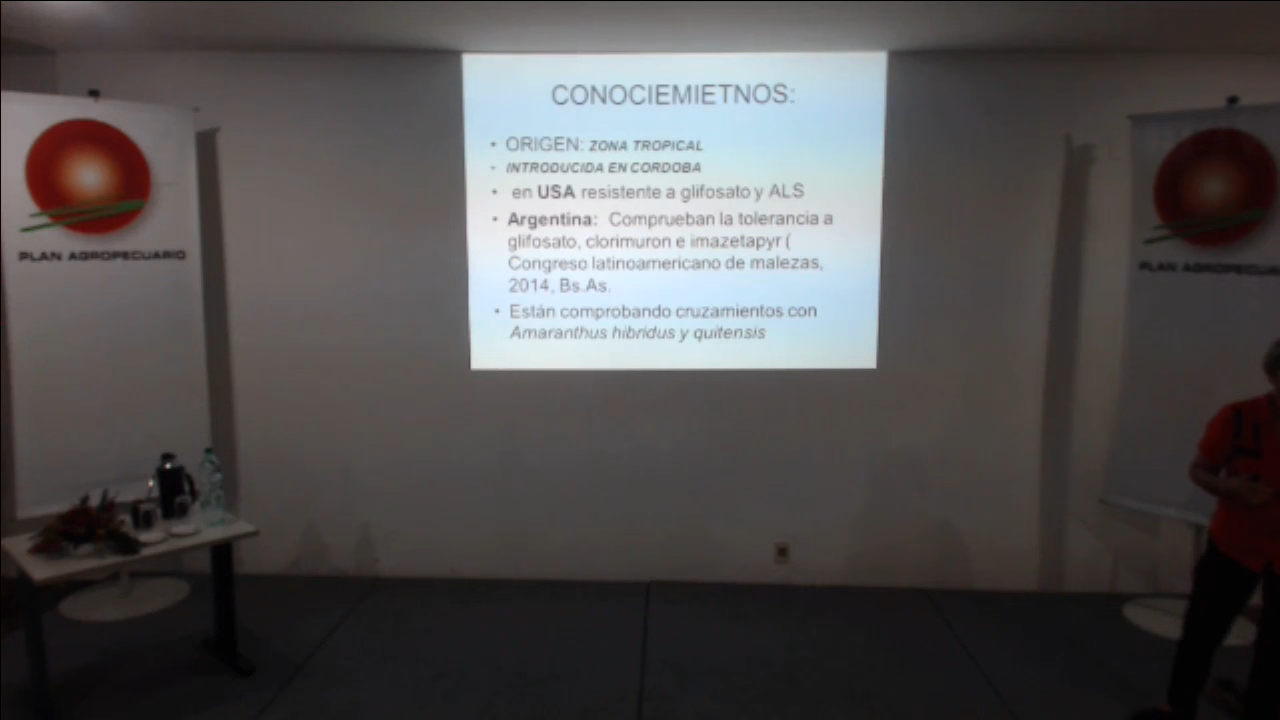 CONOCIEMIETNOS:
• ORIGEN: ZONA TROPICAL
• INTRODUCIDA EN CORDOBA
• en USA resistente a glifosato y ALS
• Argentina: Comprueban la tolerancia a
glifosato, clorimuron e imazetapyr (
Congreso latinoamericano de malezas,
2014, Bs.As.
• Están comprobando cruzamientos con
Amaranthus hibridus y quitensis
PLAN AGROPECUARIO
PLAN AGROPECUAR